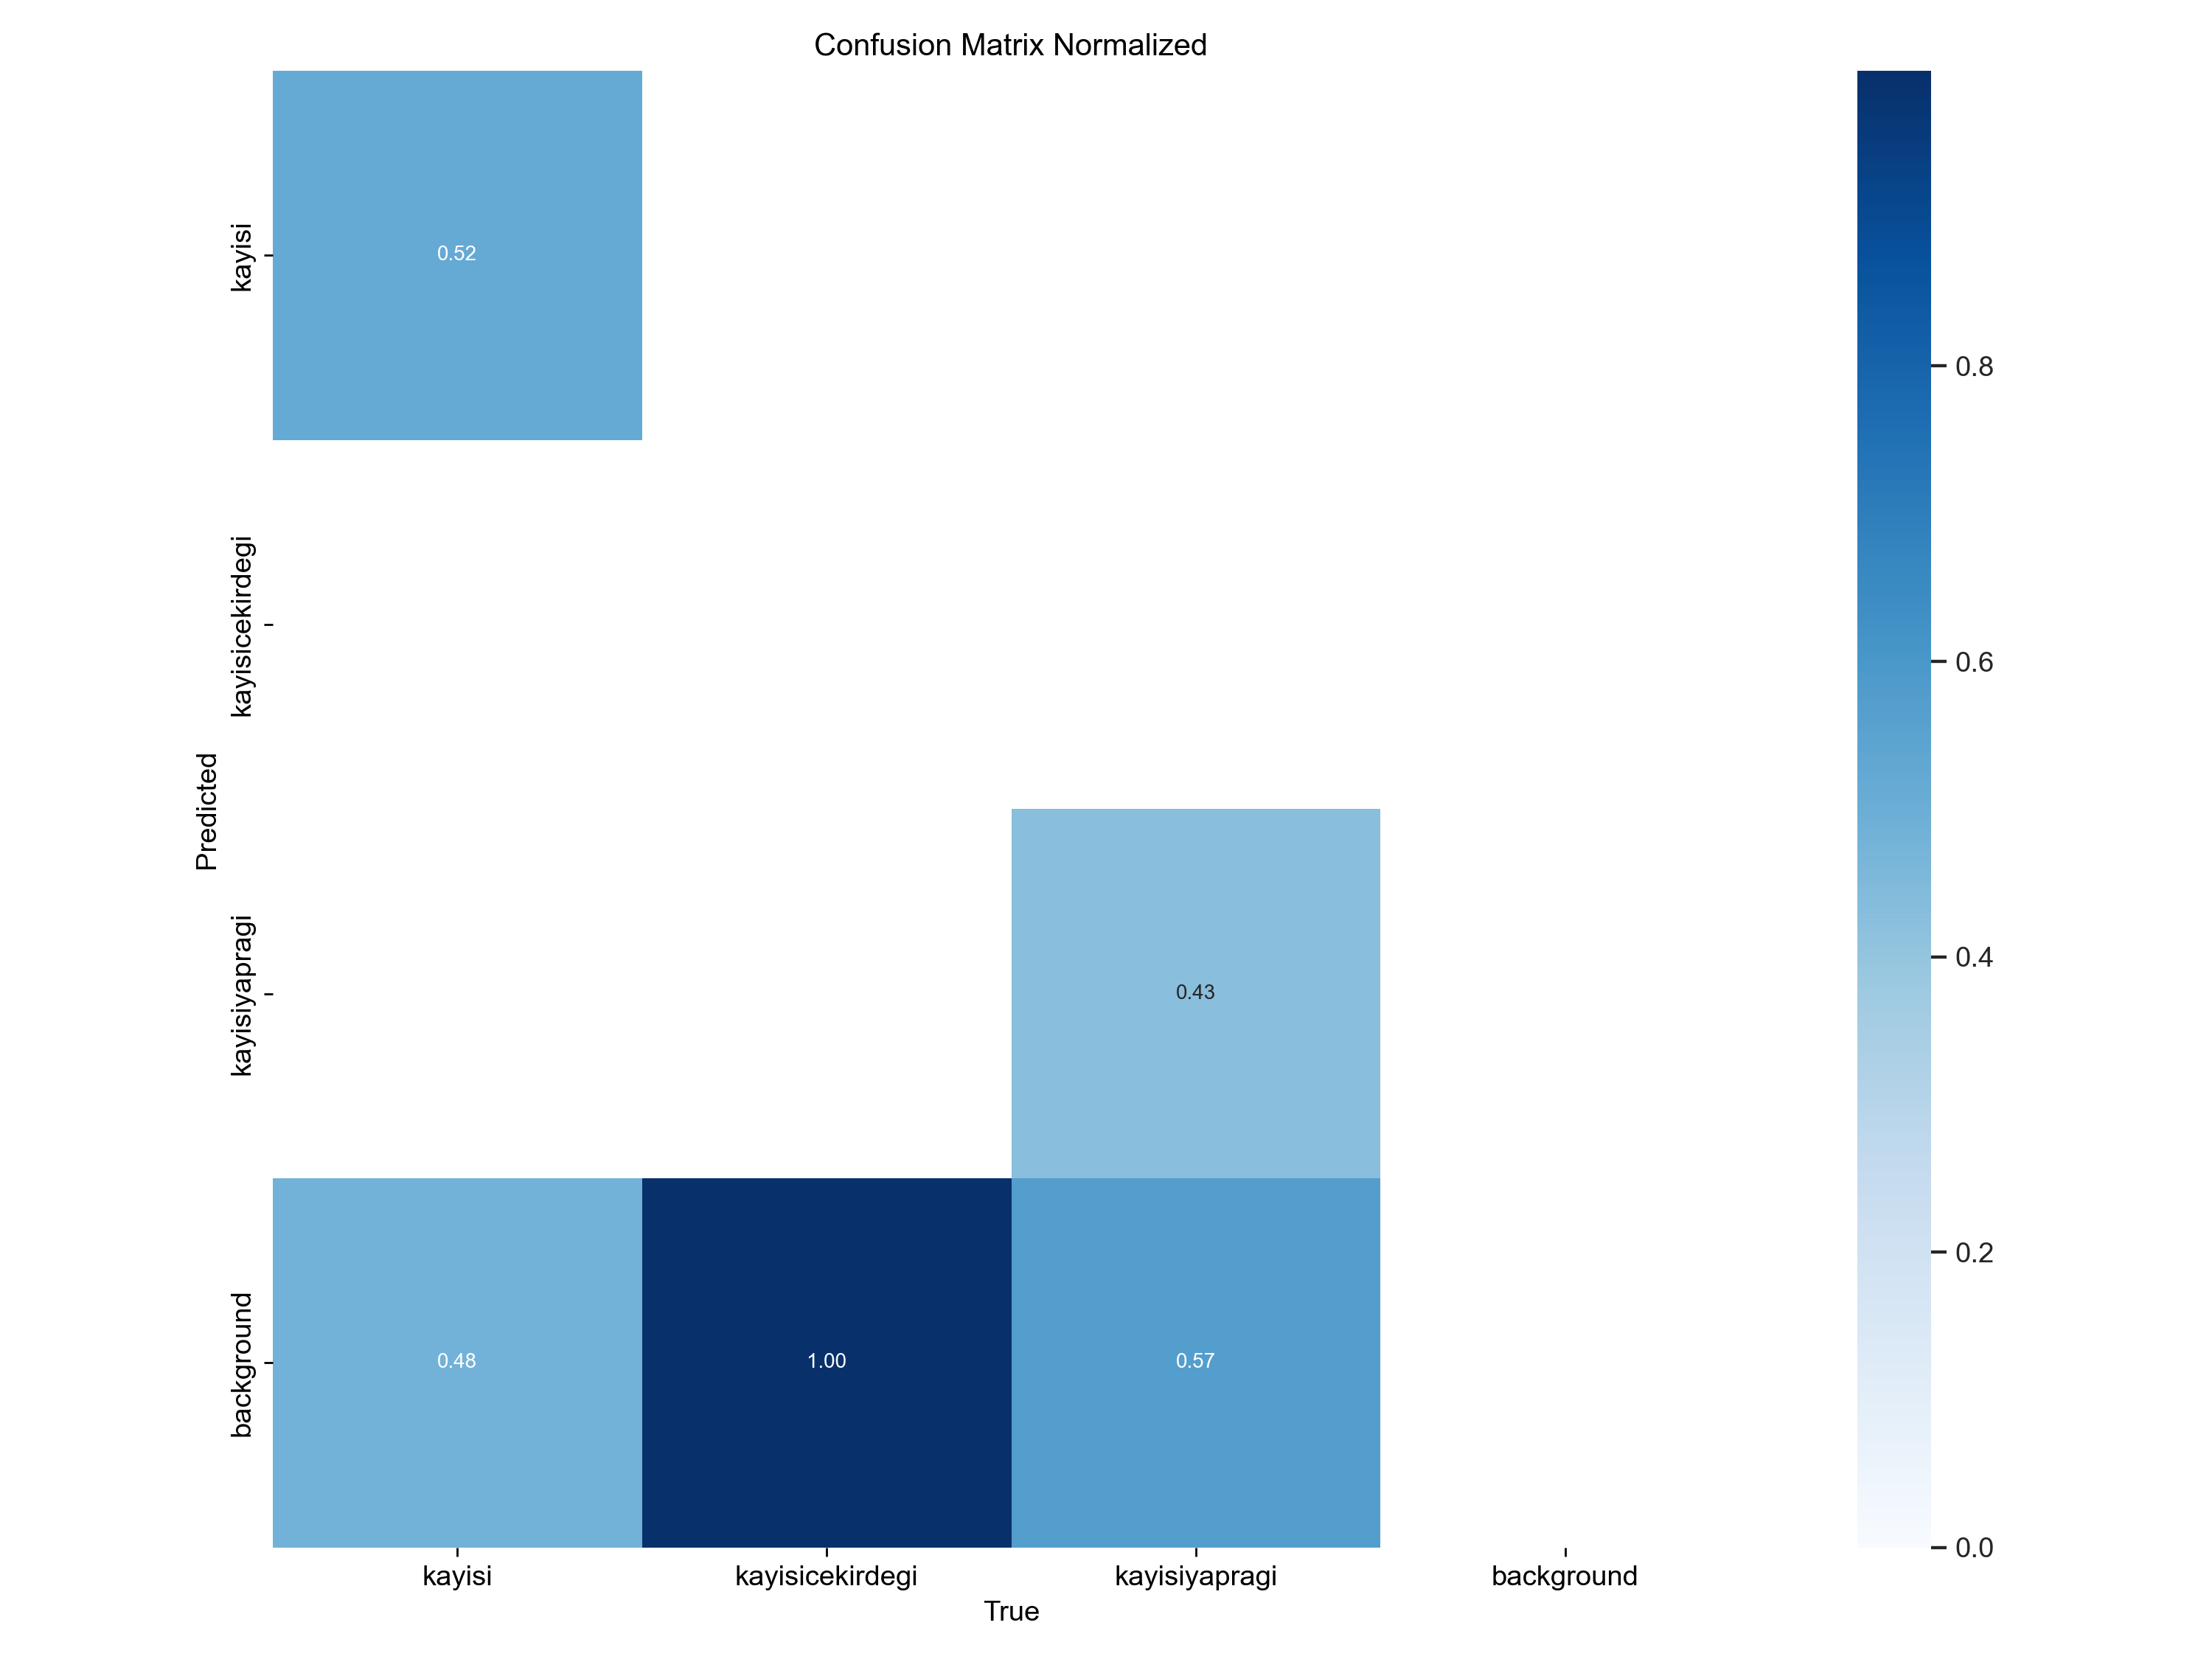 Confusion Matrix Normalized
kayisi
kayisicekirdegi
kayisiyapragi
background
Predicted
0.52
0.43
0.48 1.00 0.57
kayisi kayisicekirdegi kayisiyapragi background
True
0.8
0.6
0.4
0.2
0.0